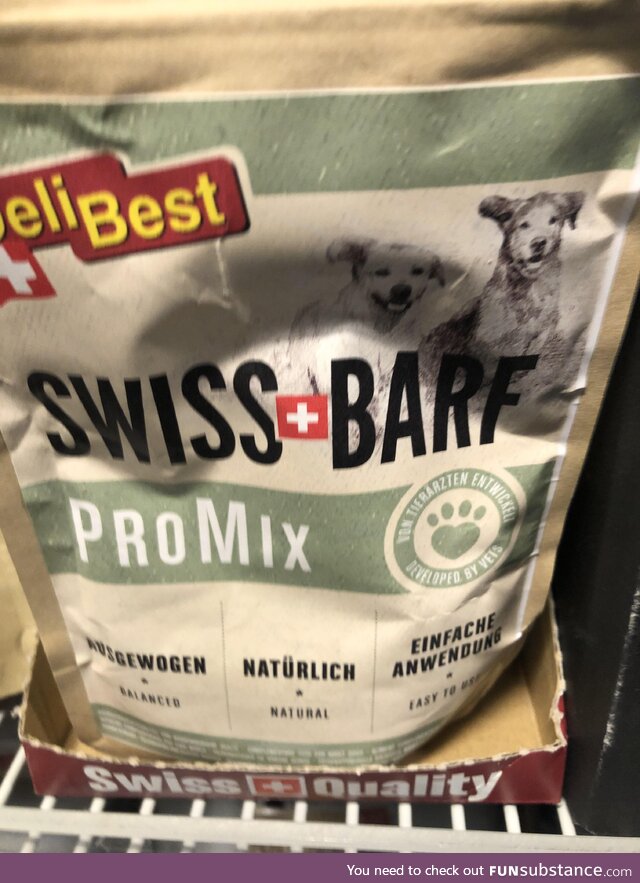 eliBest
SWISS BARF
PROMIX
VON TIERÄRZTEN ENTWICKELT
DEVELOPED BY VETS
AUSGEWOGEN
BALANCED
NATÜRLICH
NATURAL
EINFACHE
ANWENDUNG
EASY TO USE
Swiss Quality
You need to check out FUNsubstance.com